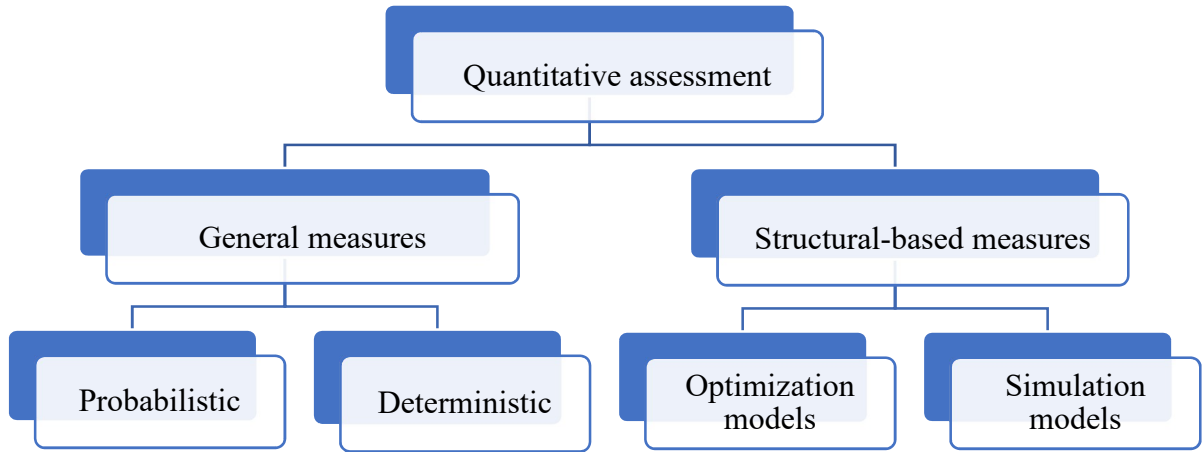 Quantitative assessment
General measures
Structural-based measures
Probabilistic
Deterministic
Optimization
models
Simulation
models